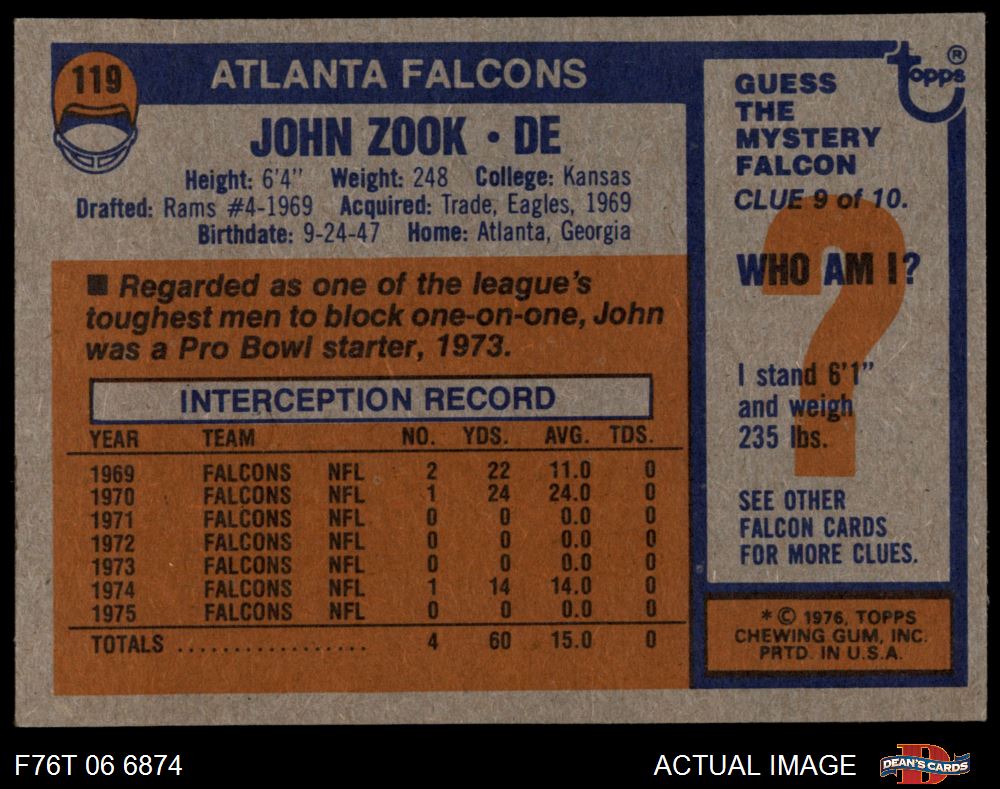 119
ATLANTA FALCONS
JOHN ZOOK • DE
Height: 6'4" Weight: 248 College: Kansas
Drafted: Rams #4-1969 Acquired: Trade, Eagles, 1969
Birthdate: 9-24-47 Home: Atlanta, Georgia
■ Regarded as one of the league's
toughest men to block one-on-one, John
was a Pro Bowl starter, 1973.
INTERCEPTION RECORD
YEAR TEAM NO. YDS. AVG. TDS.
1969 FALCONS NFL 2 22 11.0 0
1970 FALCONS NFL 1 24 24.0 0
1971 FALCONS NFL 0 0 0.0 0
1972 FALCONS NFL 0 0 0.0 0
1973 FALCONS NFL 0 0 0.0 0
1974 FALCONS NFL 1 14 14.0 0
1975 FALCONS NFL 0 0 0.0 0
TOTALS .................. 4 60 15.0 0
topps ®
GUESS
THE
MYSTERY
FALCON
CLUE 9 of 10.
?
WHO AM I?
I stand 6'1"
and weigh
235 lbs.
SEE OTHER
FALCON CARDS
FOR MORE CLUES.
* © 1976, TOPPS
CHEWING GUM, INC.
PRTD. IN U.S.A.
F76T 06 6874
ACTUAL IMAGE
D
DEAN'S CARDS